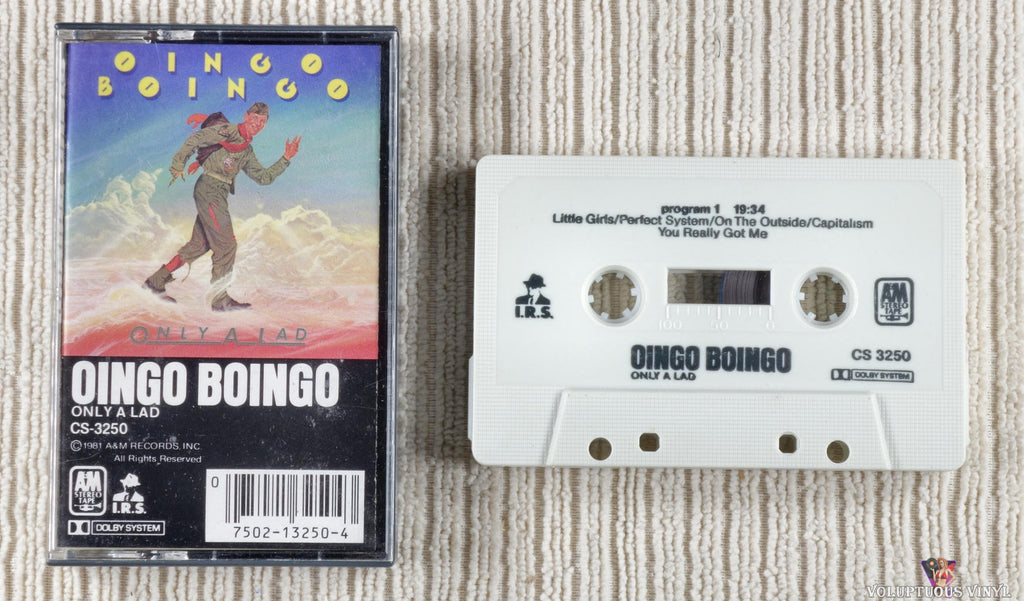 OINGO
BOINGO
ONLY A LAD
OINGO BOINGO
ONLY A LAD
CS-3250
©1981 A&M RECORDS, INC.
All Rights Reserved
A&M
STEREO
TAPE
I.R.S.
DOLBY SYSTEM
0
7502-13250-4
program 1 19:34
Little Girls/Perfect System/On The Outside/Capitalism
You Really Got Me
I.R.S.
100 50 0
A&M
STEREO
TAPE
OINGO BOINGO
ONLY A LAD
CS 3250
DOLBY SYSTEM
VOLUPTUOUS VINYL